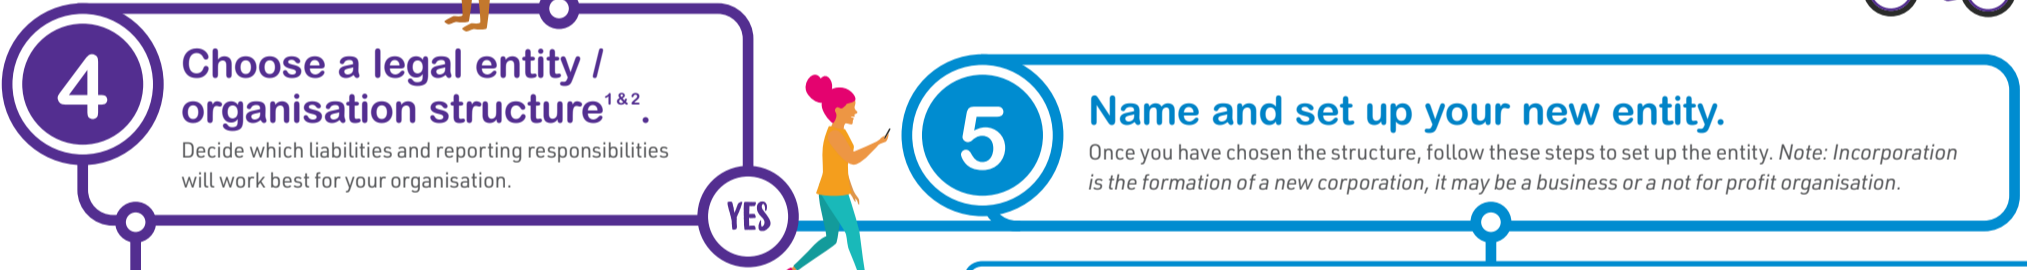 4
Choose a legal entity /
organisation structure¹ & ².
Decide which liabilities and reporting responsibilities
will work best for your organisation.
YES
5
Name and set up your new entity.
Once you have chosen the structure, follow these steps to set up the entity. Note: Incorporation
is the formation of a new corporation, it may be a business or a not for profit organisation.